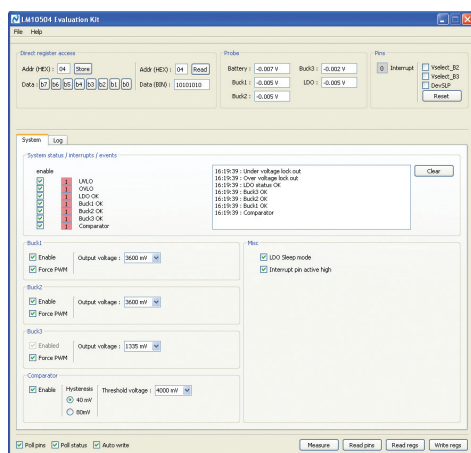 LM10504 Evaluation Kit
File Help
Direct register access
Addr (HEX) : 04 Store Addr (HEX) : 04 Read
Data : b7 b6 b5 b4 b3 b2 b1 b0 Data (BIN) : 10101010
Probe
Battery : -0.007 V Buck3 : -0.002 V
Buck1 : -0.005 V LDO : -0.005 V
Buck2 : -0.005 V
Pins
0 Interrupt Vselect_B2
Vselect_B3
DevSLP
Reset
System Log
System status / interrupts / events
enable
1 UVLO
1 OVLO
1 LDO OK
1 Buck1 OK
1 Buck2 OK
1 Buck3 OK
1 Comparator
16:19:39 : Under voltage lock out
16:19:39 : Over voltage lock out
16:19:39 : LDO status OK
16:19:39 : Buck3 OK
16:19:39 : Buck2 OK
16:19:39 : Buck1 OK
16:19:39 : Comparator
Clear
Buck1
Enable Output voltage : 3600 mV
Force PWM
Buck2
Enable Output voltage : 3600 mV
Force PWM
Buck3
Enabled Output voltage : 1335 mV
Force PWM
Comparator
Enable Hysteresis Threshold voltage : 4000 mV
40 mV
80mV
Misc
LDO Sleep mode
Interrupt pin active high
Poll pins Poll status Auto write Measure Read pins Read regs Write regs